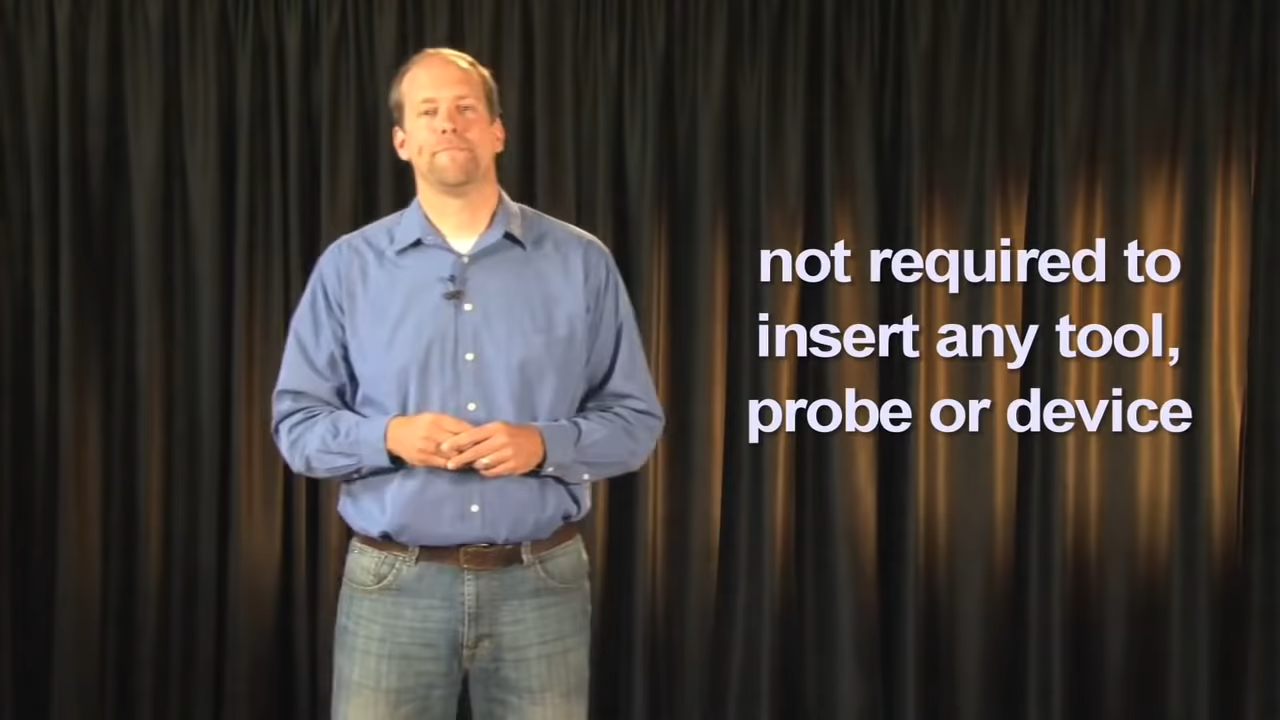 not required to
insert any tool,
probe or device